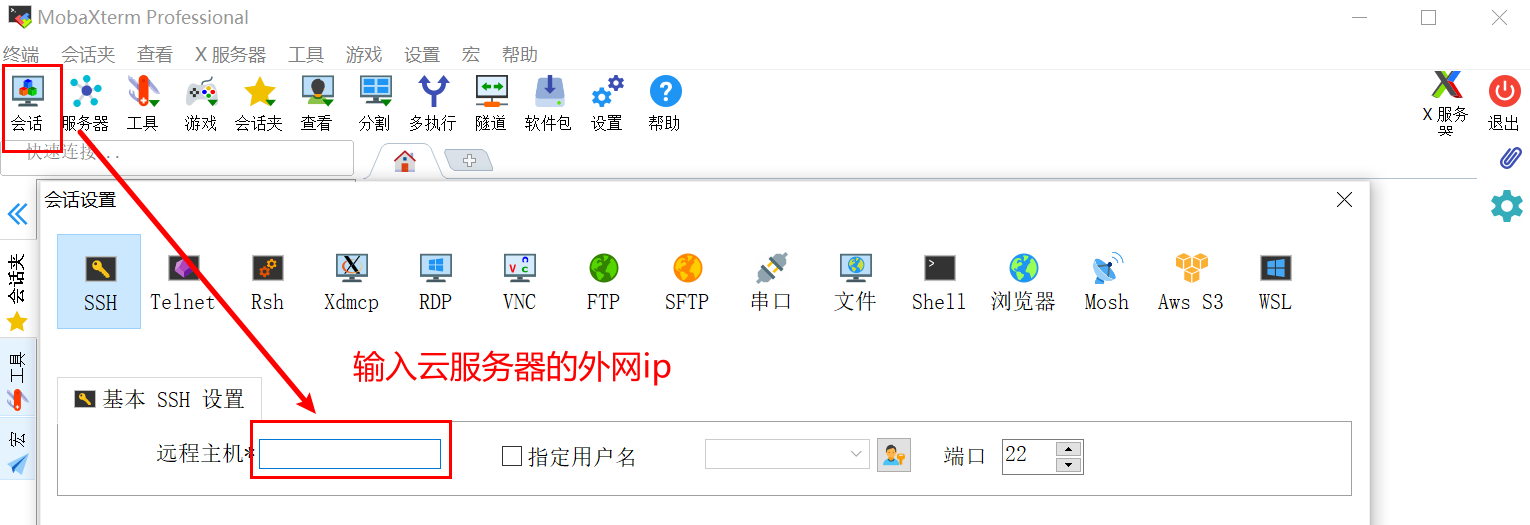 MobaXterm Professional
终端 会话夹 查看 X 服务器 工具 游戏 设置 宏 帮助
会话 服务器 工具 游戏 会话夹 查看 分割 多执行 隧道 软件包 设置 帮助 X 服务器 退出
快速连接...
会话设置
会话夹
工具
宏
SSH Telnet Rsh Xdmcp RDP VNC FTP SFTP 串口 文件 Shell 浏览器 Mosh Aws S3 WSL
输入云服务器的外网ip
基本 SSH 设置
远程主机* 指定用户名 端口 22